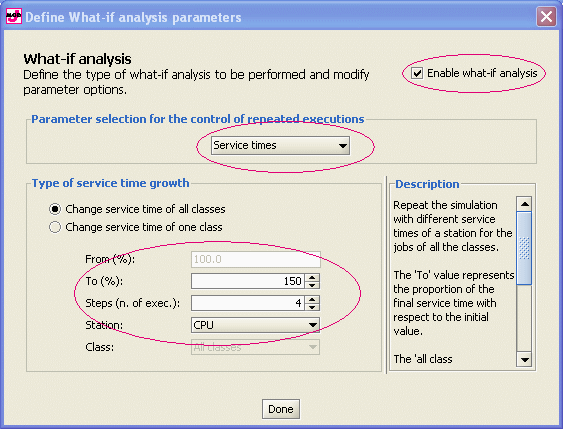 Define What-if analysis parameters
What-if analysis
Define the type of what-if analysis to be performed and modify
parameter options.
Enable what-if analysis
Parameter selection for the control of repeated executions
Service times
Type of service time growth
Change service time of all classes
Change service time of one class
From (%):
100.0
To (%):
150
Steps (n. of exec.):
4
Station:
CPU
Class:
All classes
Description
Repeat the simulation
with different service
times of a station for the
jobs of all the classes.
The 'To' value represents
the proportion of the
final service time with
respect to the initial
value.
The 'all class
Done